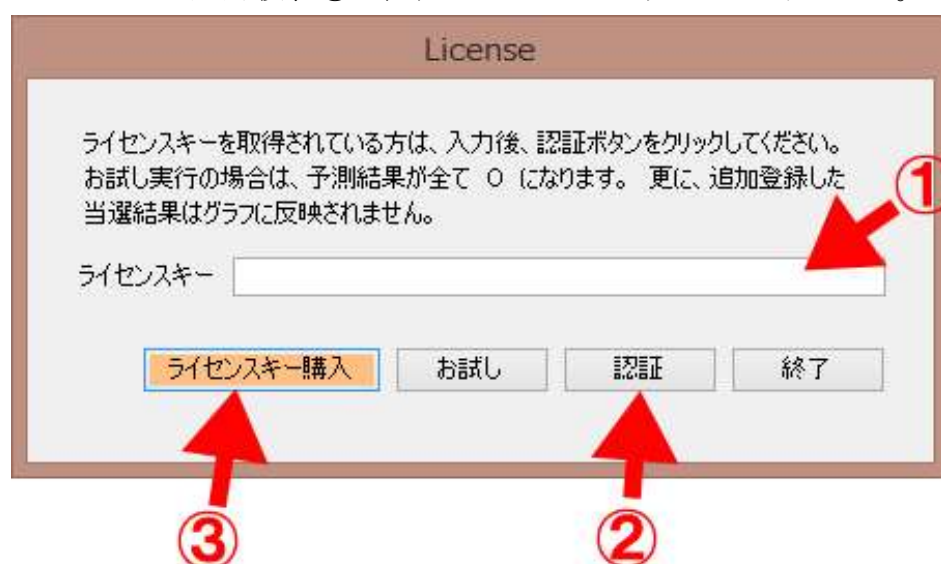 License
ライセンスキーを取得されている方は、入力後、認証ボタンをクリックしてください。
お試し実行の場合は、予測結果が全て 0 になります。 更に、追加登録した
当選結果はグラフに反映されません。
①
ライセンスキー
ライセンスキー購入 お試し 認証 終了
③ ②